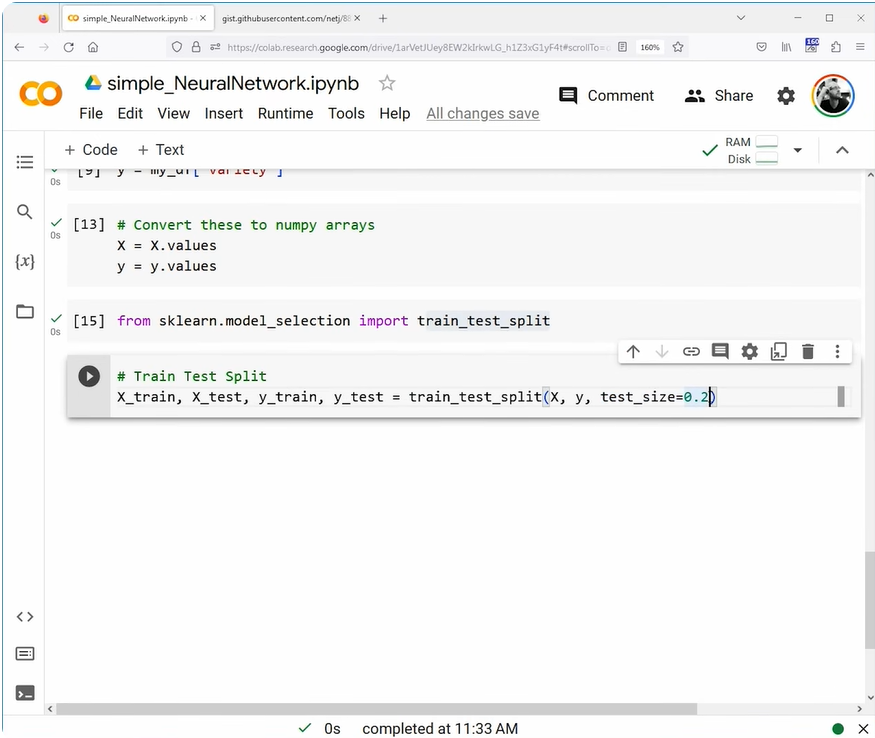 simple_NeuralNetwork.ipynb -
gist.githubusercontent.com/netj/88
https://colab.research.google.com/drive/1arVetJUey8EW2kIrkwLG_h1Z3xG1yF4t#scrollTo=
160%
160
simple_NeuralNetwork.ipynb
File Edit View Insert Runtime Tools Help All changes save
Comment
Share
+ Code + Text
RAM
Disk
[9] y = my_df['variety']
0s
[13] # Convert these to numpy arrays
0s
X = X.values
y = y.values
{x}
[15] from sklearn.model_selection import train_test_split
0s
# Train Test Split
X_train, X_test, y_train, y_test = train_test_split(X, y, test_size=0.2)
0s completed at 11:33 AM